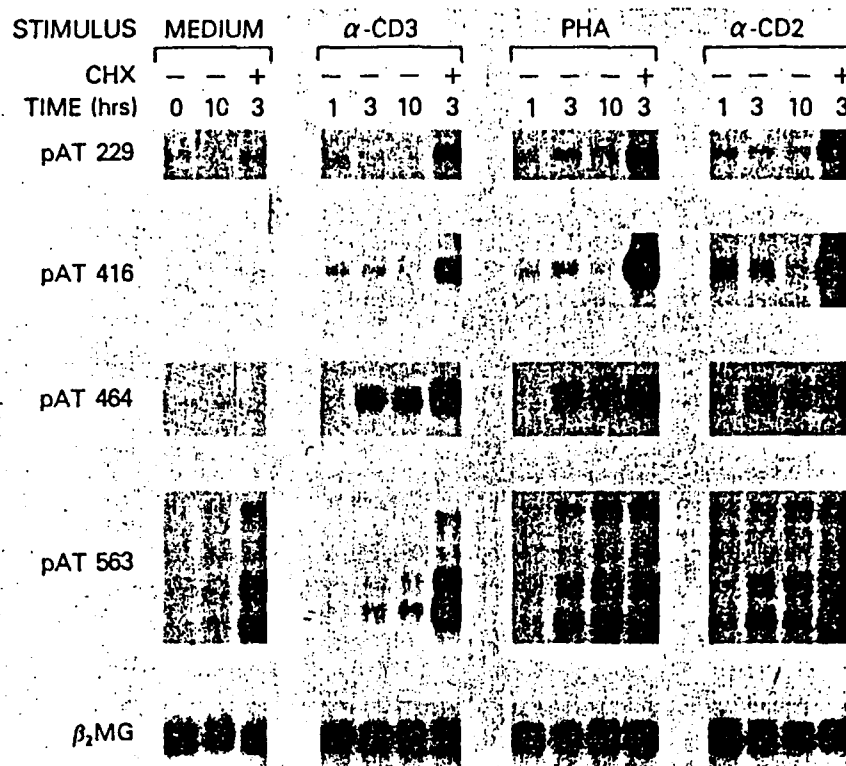 STIMULUS MEDIUM α-CD3 PHA α-CD2
CHX − − + − − − + − − − + − − − +
TIME (hrs) 0 10 3 1 3 10 3 1 3 10 3 1 3 10 3
pAT 229
pAT 416
pAT 464
pAT 563
β₂MG